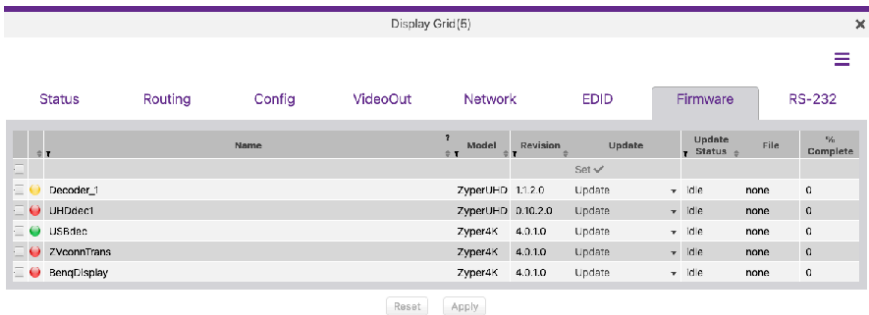 Display Grid(5)
Status Routing Config VideoOut Network EDID Firmware RS-232
Name Model Revision Update Update Status File % Complete
Set ✓
Decoder_1 ZyperUHD 1.1.2.0 Update Idle none 0
UHDdec1 ZyperUHD 0.10.2.0 Update Idle none 0
USBdec Zyper4K 4.0.1.0 Update Idle none 0
ZVconnTrans Zyper4K 4.0.1.0 Update Idle none 0
BenqDisplay Zyper4K 4.0.1.0 Update Idle none 0
Reset Apply